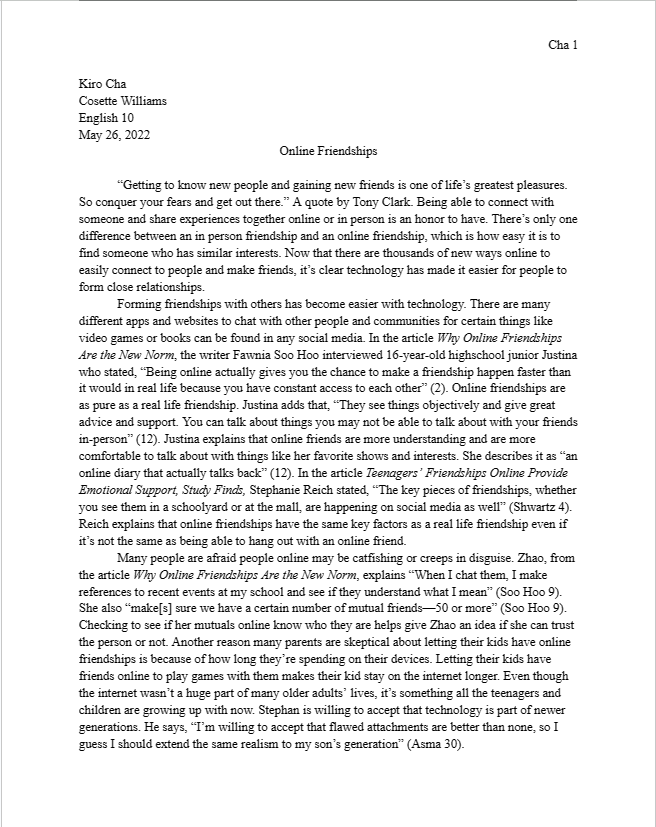 Cha 1
Kiro Cha
Cosette Williams
English 10
May 26, 2022
Online Friendships
“Getting to know new people and gaining new friends is one of life’s greatest pleasures.
So conquer your fears and get out there.” A quote by Tony Clark. Being able to connect with
someone and share experiences together online or in person is an honor to have. There’s only one
difference between an in person friendship and an online friendship, which is how easy it is to
find someone who has similar interests. Now that there are thousands of new ways online to
easily connect to people and make friends, it’s clear technology has made it easier for people to
form close relationships.
Forming friendships with others has become easier with technology. There are many
different apps and websites to chat with other people and communities for certain things like
video games or books can be found in any social media. In the article Why Online Friendships
Are the New Norm, the writer Fawnia Soo Hoo interviewed 16-year-old highschool junior Justina
who stated, “Being online actually gives you the chance to make a friendship happen faster than
it would in real life because you have constant access to each other” (2). Online friendships are
as pure as a real life friendship. Justina adds that, “They see things objectively and give great
advice and support. You can talk about things you may not be able to talk about with your friends
in-person” (12). Justina explains that online friends are more understanding and are more
comfortable to talk about with things like her favorite shows and interests. She describes it as “an
online diary that actually talks back” (12). In the article Teenagers’ Friendships Online Provide
Emotional Support, Study Finds, Stephanie Reich stated, “The key pieces of friendships, whether
you see them in a schoolyard or at the mall, are happening on social media as well” (Shwartz 4).
Reich explains that online friendships have the same key factors as a real life friendship even if
it’s not the same as being able to hang out with an online friend.
Many people are afraid people online may be catfishing or creeps in disguise. Zhao, from
the article Why Online Friendships Are the New Norm, explains “When I chat them, I make
references to recent events at my school and see if they understand what I mean” (Soo Hoo 9).
She also “make[s] sure we have a certain number of mutual friends—50 or more” (Soo Hoo 9).
Checking to see if her mutuals online know who they are helps give Zhao an idea if she can trust
the person or not. Another reason many parents are skeptical about letting their kids have online
friendships is because of how long they’re spending on their devices. Letting their kids have
friends online to play games with them makes their kid stay on the internet longer. Even though
the internet wasn’t a huge part of many older adults’ lives, it’s something all the teenagers and
children are growing up with now. Stephan is willing to accept that technology is part of newer
generations. He says, “I’m willing to accept that flawed attachments are better than none, so I
guess I should extend the same realism to my son’s generation” (Asma 30).